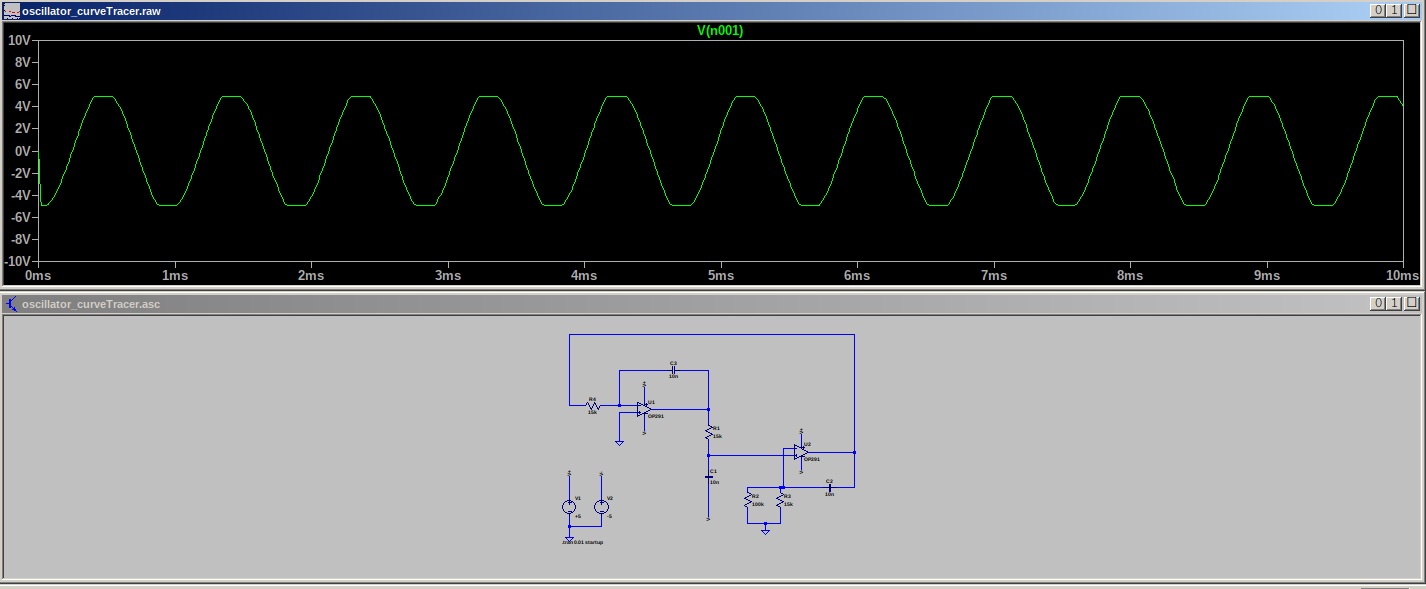 oscillator_curveTracer.raw
V(n001)
10V
8V
6V
4V
2V
0V
-2V
-4V
-6V
-8V
-10V
0ms 1ms 2ms 3ms 4ms 5ms 6ms 7ms 8ms 9ms 10ms
oscillator_curveTracer.asc
C3
10n
R4
15k
U1
OP291
R1
15k
U2
OP291
C1
10n
C2
10n
R2
100k
R3
15k
V1
+5
V2
-5
.tran 0.01 startup